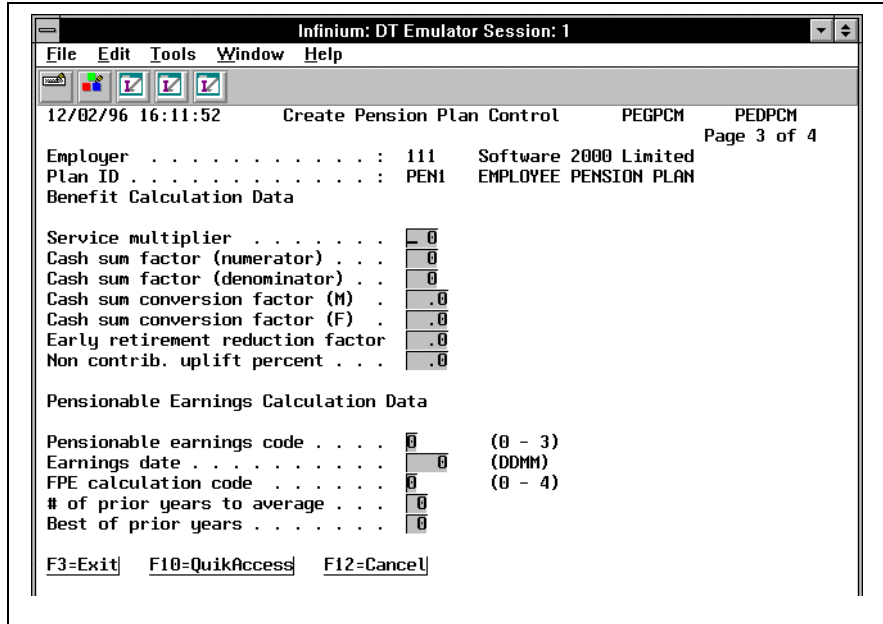 Infinium: DT Emulator Session: 1
File Edit Tools Window Help
12/02/96 16:11:52 Create Pension Plan Control PEGPCM PEDPCM
Page 3 of 4
Employer . . . . . . . . . . . : 111 Software 2000 Limited
Plan ID . . . . . . . . . . . . : PEN1 EMPLOYEE PENSION PLAN
Benefit Calculation Data
Service multiplier . . . . . . . 0
Cash sum factor (numerator) . . . 0
Cash sum factor (denominator) . . 0
Cash sum conversion factor (M) . .0
Cash sum conversion factor (F) . .0
Early retirement reduction factor .0
Non contrib. uplift percent . . . .0
Pensionable Earnings Calculation Data
Pensionable earnings code . . . . 0 (0 - 3)
Earnings date . . . . . . . . . . 0 (DDMM)
FPE calculation code . . . . . . 0 (0 - 4)
# of prior years to average . . . 0
Best of prior years . . . . . . . 0
F3=Exit F10=QuikAccess F12=Cancel